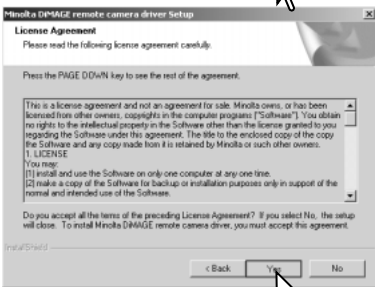 Minolta DiMAGE remote camera driver Setup
License Agreement
Please read the following license agreement carefully.
Press the PAGE DOWN key to see the rest of the agreement.
This is a license agreement and not an agreement for sale. Minolta owns, or has been
licensed from other owners, copyrights in the computer programs ["Software"]. You obtain
no rights to the intellectual property in the Software other than the license granted to you
regarding the Software under this agreement. The title to the enclosed copy of the copy
the Software and any copy made from it is retained by Minolta or such other owners.
1. LICENSE
You may:
[1] install and use the Software on only one computer at any one time.
[2] make a copy of the Software for backup or installation purposes only in support of the
normal and intended use of the Software.
Do you accept all the terms of the preceding License Agreement? If you select No, the setup
will close. To install Minolta DiMAGE remote camera driver, you must accept this agreement.
InstallShield
< Back
Yes
No